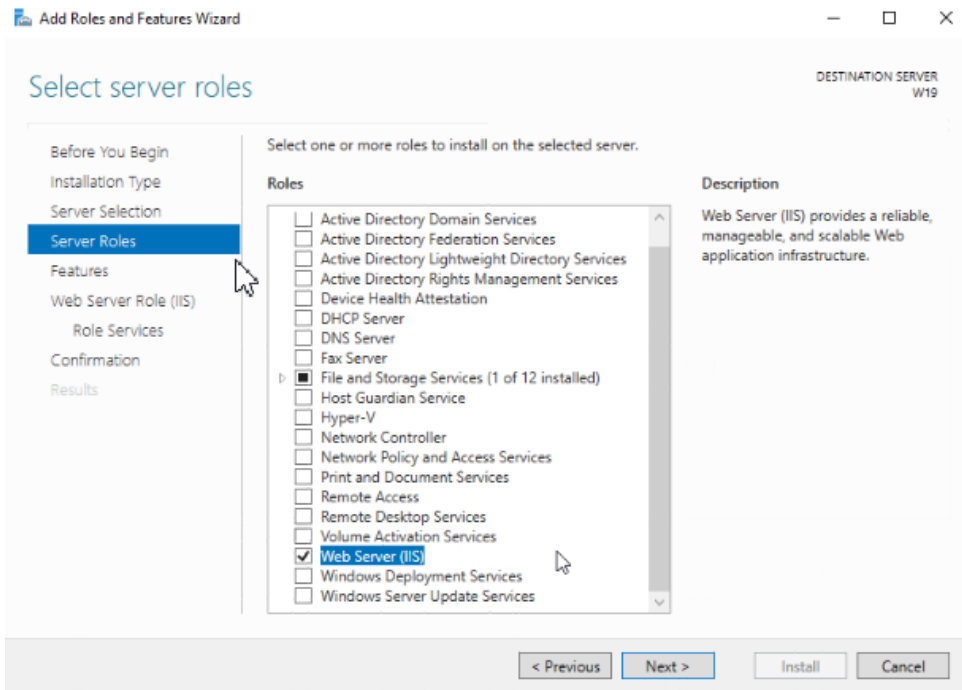 Add Roles and Features Wizard
Select server roles
DESTINATION SERVER
W19
Before You Begin
Installation Type
Server Selection
Server Roles
Features
Web Server Role (IIS)
Role Services
Confirmation
Results
Select one or more roles to install on the selected server.
Roles
Active Directory Domain Services
Active Directory Federation Services
Active Directory Lightweight Directory Services
Active Directory Rights Management Services
Device Health Attestation
DHCP Server
DNS Server
Fax Server
File and Storage Services (1 of 12 installed)
Host Guardian Service
Hyper-V
Network Controller
Network Policy and Access Services
Print and Document Services
Remote Access
Remote Desktop Services
Volume Activation Services
Web Server (IIS)
Windows Deployment Services
Windows Server Update Services
Description
Web Server (IIS) provides a reliable,
manageable, and scalable Web
application infrastructure.
< Previous
Next >
Install
Cancel